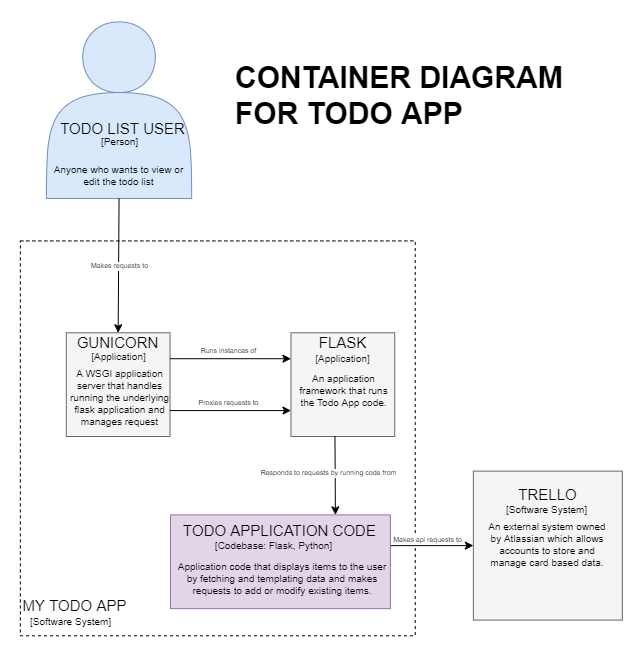 CONTAINER DIAGRAM
FOR TODO APP
TODO LIST USER
[Person]
Anyone who wants to view or
edit the todo list
Makes requests to
GUNICORN
[Application]
A WSGI application
server that handles
running the underlying
flask application and
manages request
Runs instances of
Proxies requests to
FLASK
[Application]
An application
framework that runs
the Todo App code.
Responds to requests by running code from
TODO APPLICATION CODE
[Codebase: Flask, Python]
Application code that displays items to the user
by fetching and templating data and makes
requests to add or modify existing items.
Makes api requests to
TRELLO
[Software System]
An external system owned
by Atlassian which allows
accounts to store and
manage card based data.
MY TODO APP
[Software System]